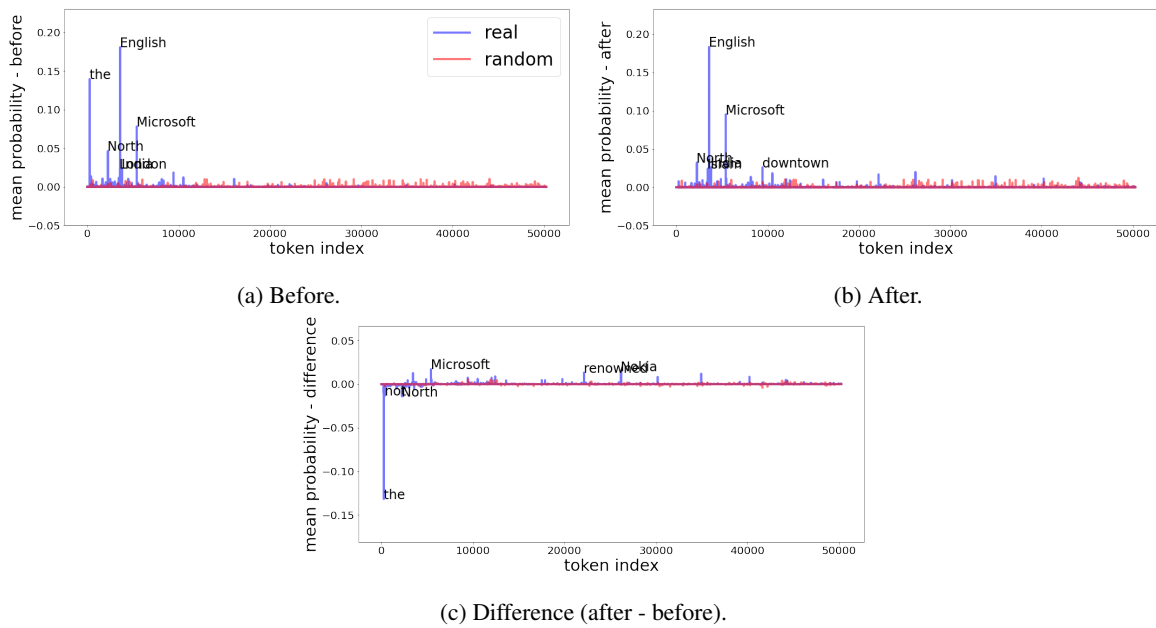 mean probability - before
0.20
0.15
0.10
0.05
0.00
−0.05
English
the
Microsoft
North
London
real
random
0
10000
20000
30000
40000
50000
token index
(a) Before.
mean probability - after
0.20
0.15
0.10
0.05
0.00
−0.05
English
Microsoft
North
downtown
0
10000
20000
30000
40000
50000
token index
(b) After.
mean probability - difference
0.05
0.00
−0.05
−0.10
−0.15
Microsoft
renowned
Nokia
not
North
the
0
10000
20000
30000
40000
50000
token index
(c) Difference (after - before).